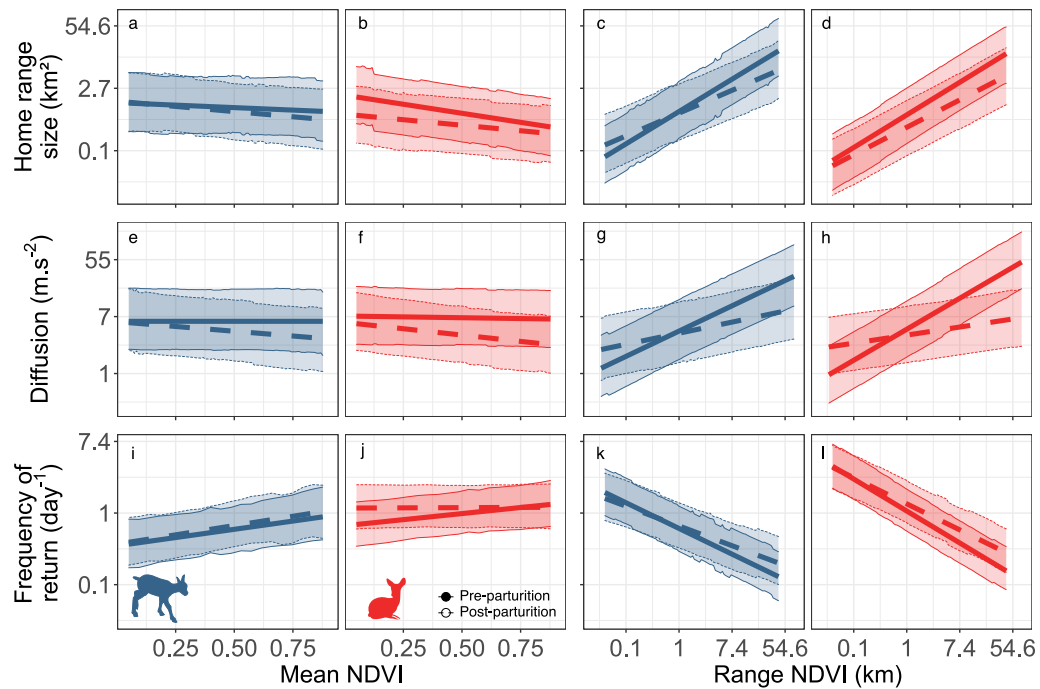 a b c d
54.6
2.7
0.1
Home range
size (km²)
e f g h
55
7
1
Diffusion (m.s⁻²)
i j k l
7.4
1
0.1
Frequency of
return (day⁻¹)
Pre-parturition
Post-parturition
0.25 0.50 0.75 0.25 0.50 0.75 0.1 1 7.4 54.6 0.1 1 7.4 54.6
Mean NDVI Range NDVI (km)